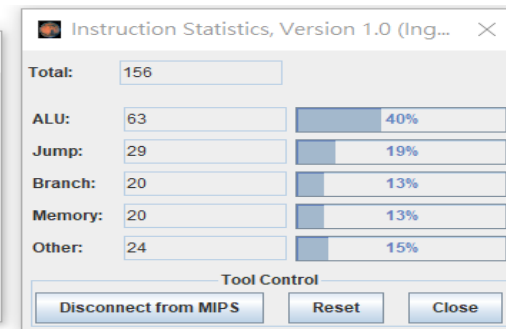 Instruction Statistics, Version 1.0 (Ing...
Total: 156
ALU: 63 40%
Jump: 29 19%
Branch: 20 13%
Memory: 20 13%
Other: 24 15%
Tool Control
Disconnect from MIPS Reset Close